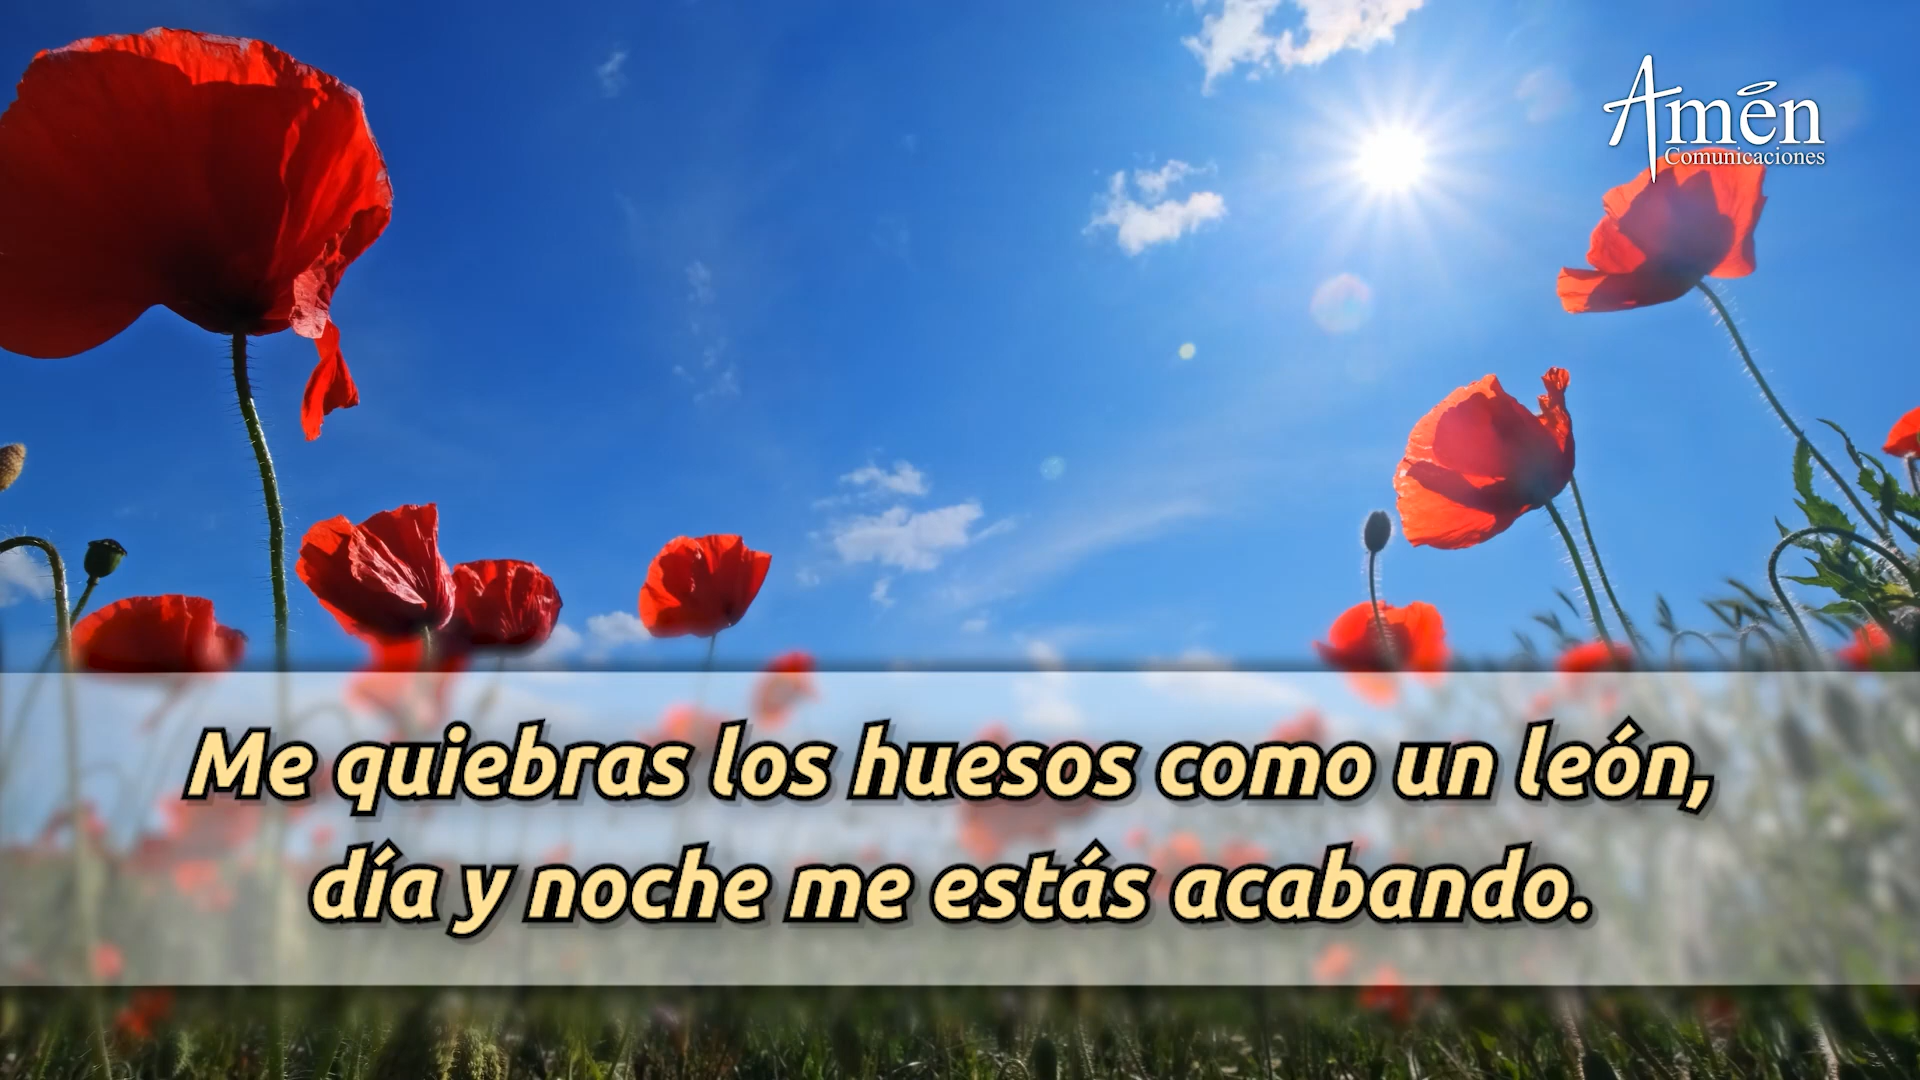 Amén
Comunicaciones
Me quiebras los huesos como un león,
día y noche me estás acabando.